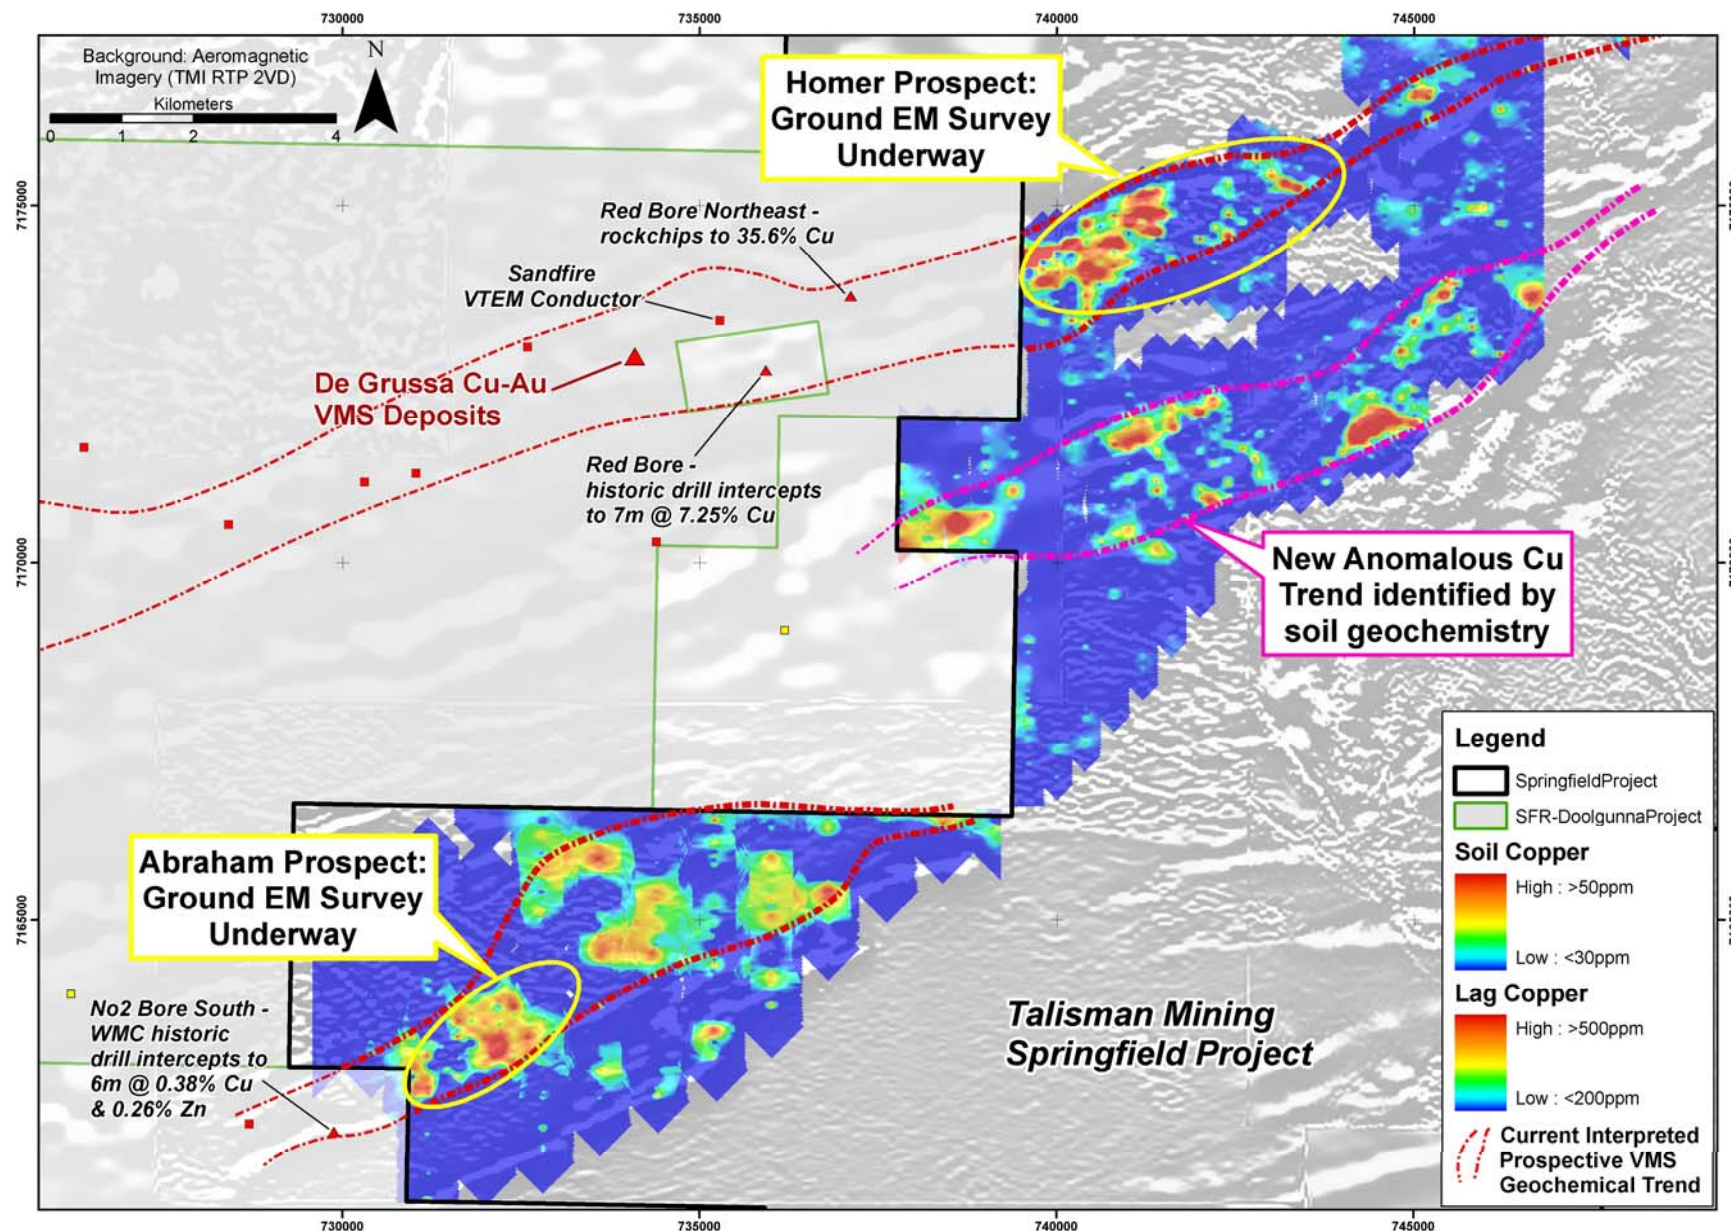 730000
735000
740000
745000
Background: Aeromagnetic
Imagery (TMI RTP 2VD)
Kilometers
0 1 2 4
N
Homer Prospect:
Ground EM Survey
Underway
7175000
Red Bore Northeast -
rockchips to 35.6% Cu
Sandfire
VTEM Conductor
De Grussa Cu-Au
VMS Deposits
Red Bore -
historic drill intercepts
to 7m @ 7.25% Cu
7170000
New Anomalous Cu
Trend identified by
soil geochemistry
Abraham Prospect:
Ground EM Survey
Underway
7165000
No2 Bore South -
WMC historic
drill intercepts to
6m @ 0.38% Cu
& 0.26% Zn
Talisman Mining
Springfield Project
Legend
SpringfieldProject
SFR-DoolgunnaProject
Soil Copper
High : >50ppm
Low : <30ppm
Lag Copper
High : >500ppm
Low : <200ppm
Current Interpreted
Prospective VMS
Geochemical Trend
730000
735000
740000
745000